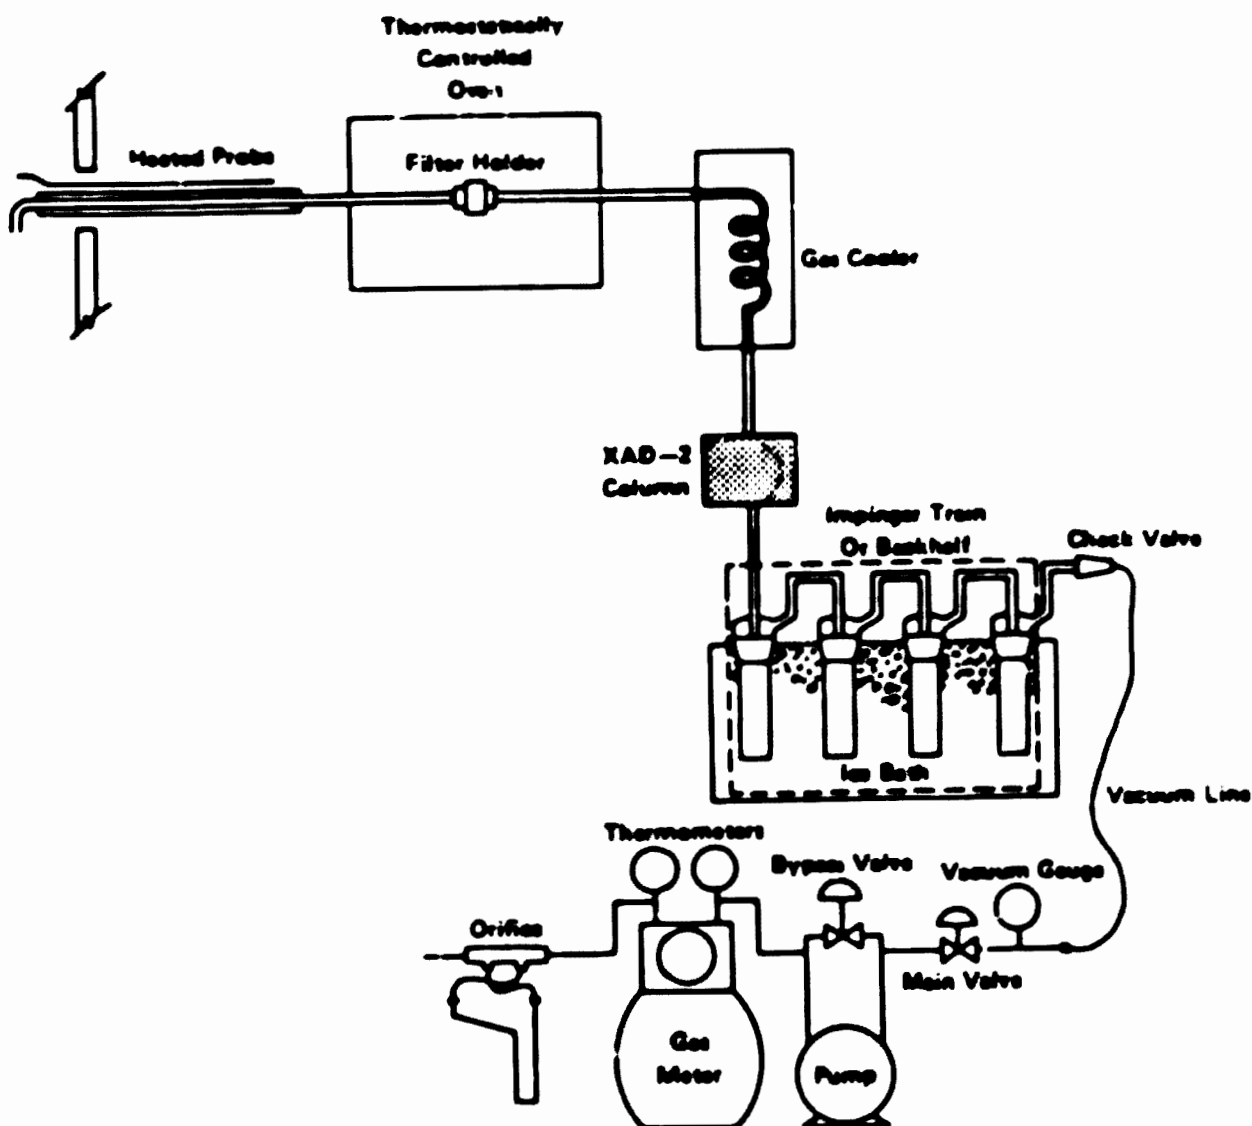 Thermostatically
Controlled
Oven
Heated Probe
Filter Holder
Gas Cooler
XAD-2
Column
Impinger Train
Or Backhalf
Check Valve
Ice Bath
Vacuum Line
Thermometers
Bypass Valve
Vacuum Gauge
Orifice
Main Valve
Gas
Meter
Pump